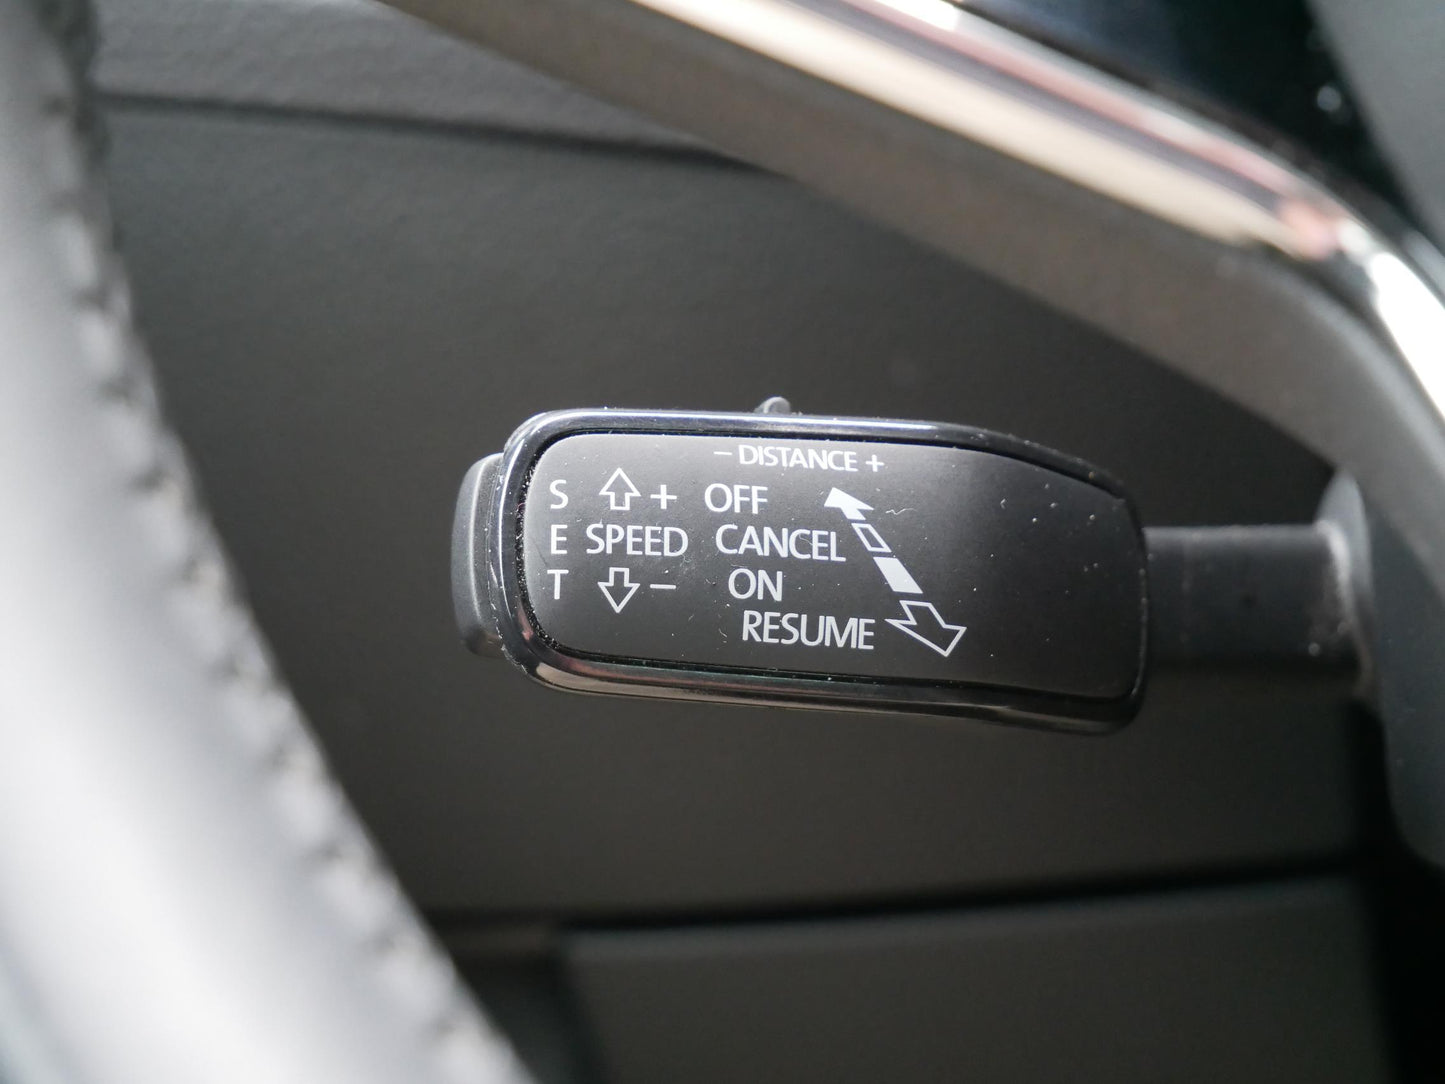 − DISTANCE +
S + OFF
E SPEED CANCEL
T − ON
RESUME